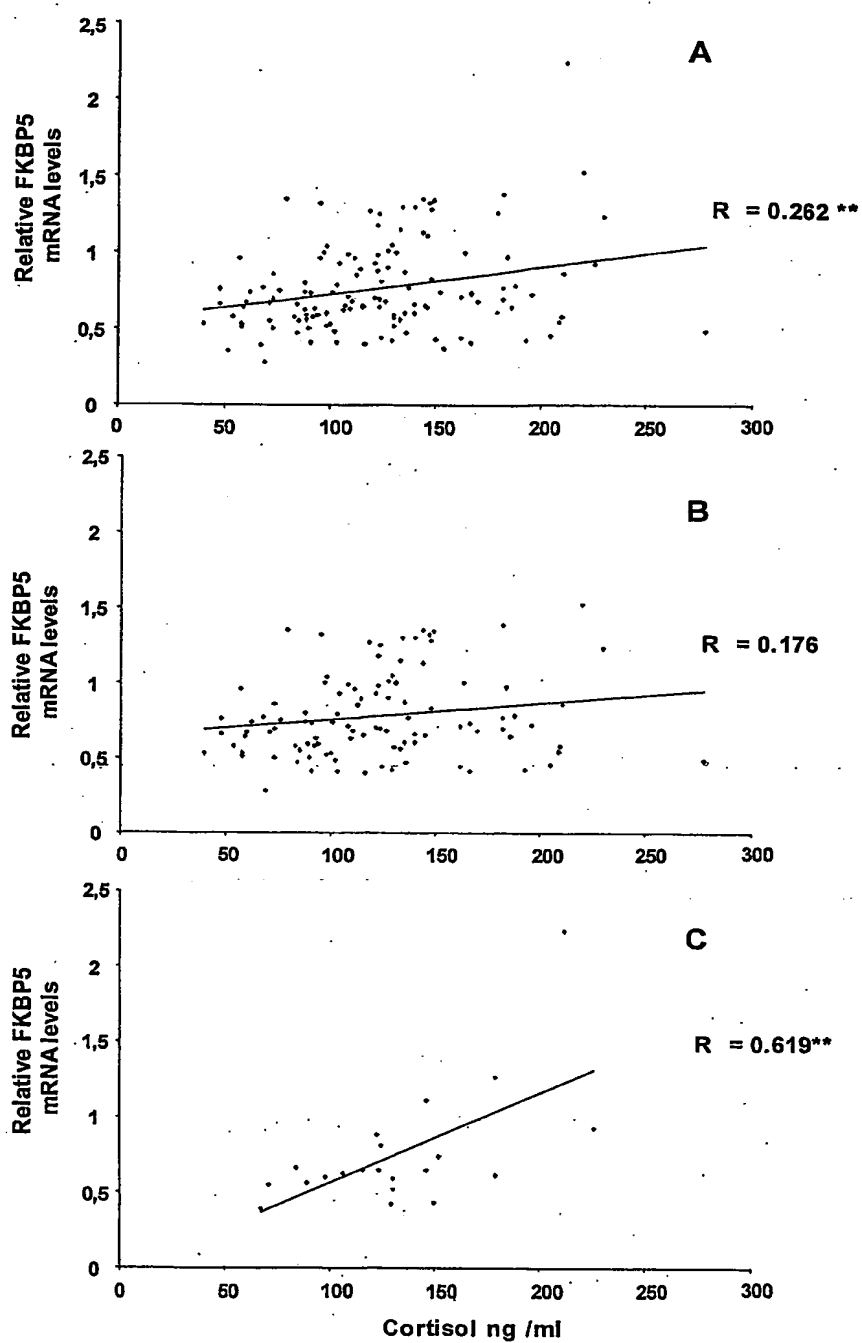 2,5
A
2
Relative FKBP5
mRNA levels
1,5
R = 0.262 **
1
0,5
0
0 50 100 150 200 250 300
2,5
B
2
Relative FKBP5
mRNA levels
1,5
R = 0.176
1
0,5
0
0 50 100 150 200 250 300
2,5
C
2
Relative FKBP5
mRNA levels
1,5
R = 0.619**
1
0,5
0
0 50 100 150 200 250 300
Cortisol ng /ml